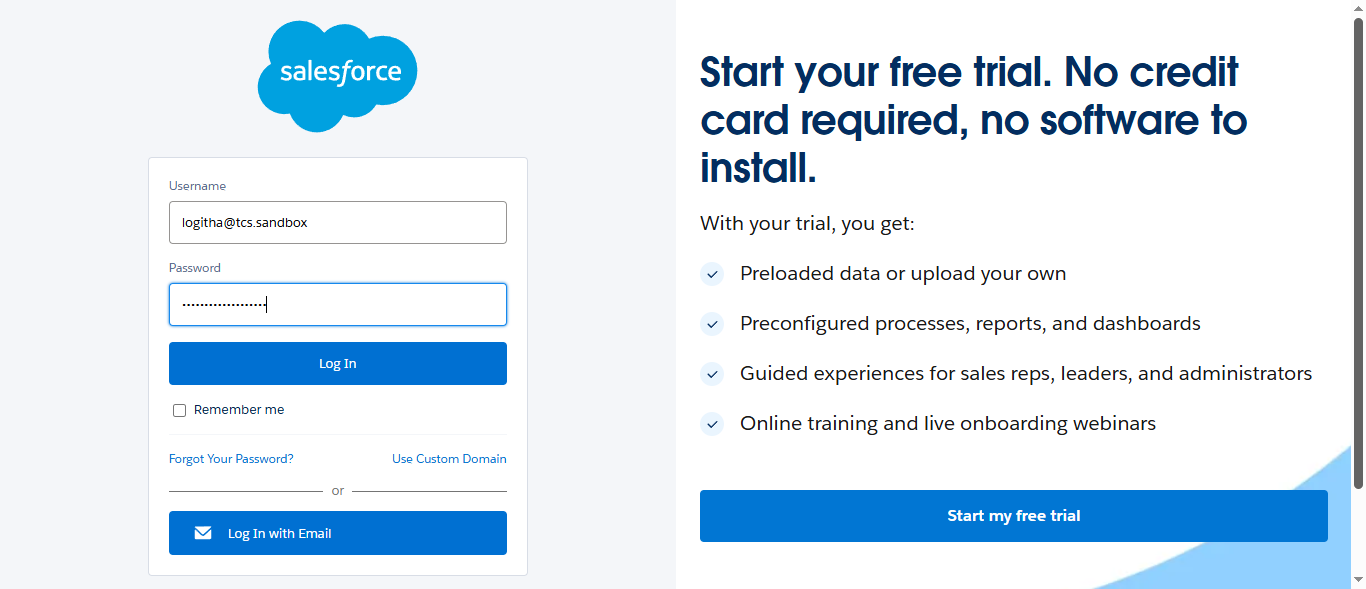 salesforce
Username
logitha@tcs.sandbox
Password
•••••••••••••••••••
Log In
Remember me
Forgot Your Password?
Use Custom Domain
or
Log In with Email
Start your free trial. No credit
card required, no software to
install.
With your trial, you get:
Preloaded data or upload your own
Preconfigured processes, reports, and dashboards
Guided experiences for sales reps, leaders, and administrators
Online training and live onboarding webinars
Start my free trial